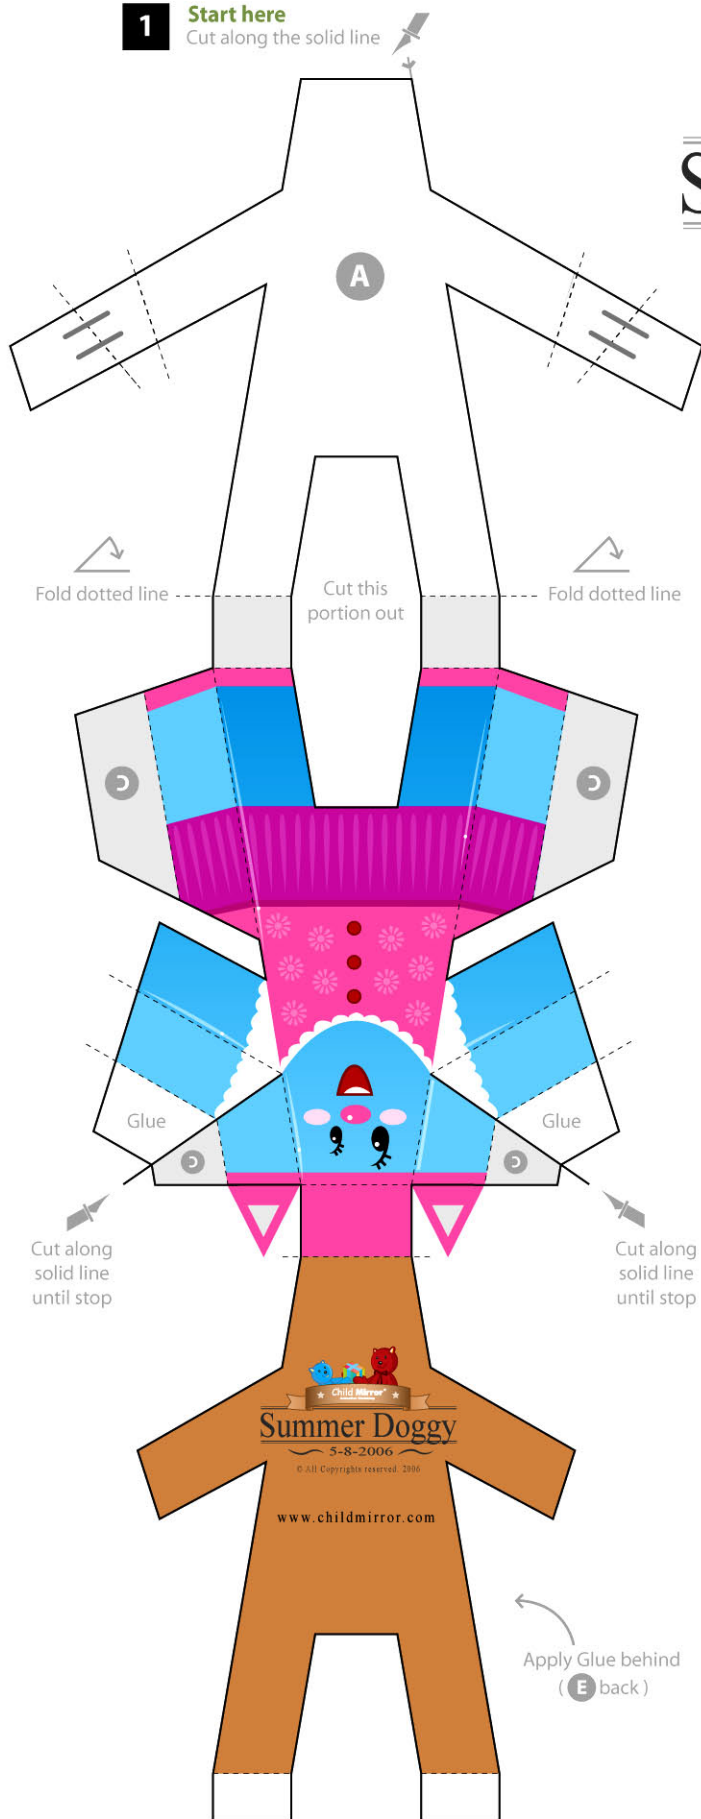 1
Start here
Cut along the solid line
S
A
Fold dotted line
Cut this
portion out
Fold dotted line
C
C
Glue
Glue
C
C
Cut along
solid line
until stop
Cut along
solid line
until stop
Child Mirror
Summer Doggy
5-8-2006
© All Copyrights reserved. 2006
www.childmirror.com
Apply Glue behind
( E back )